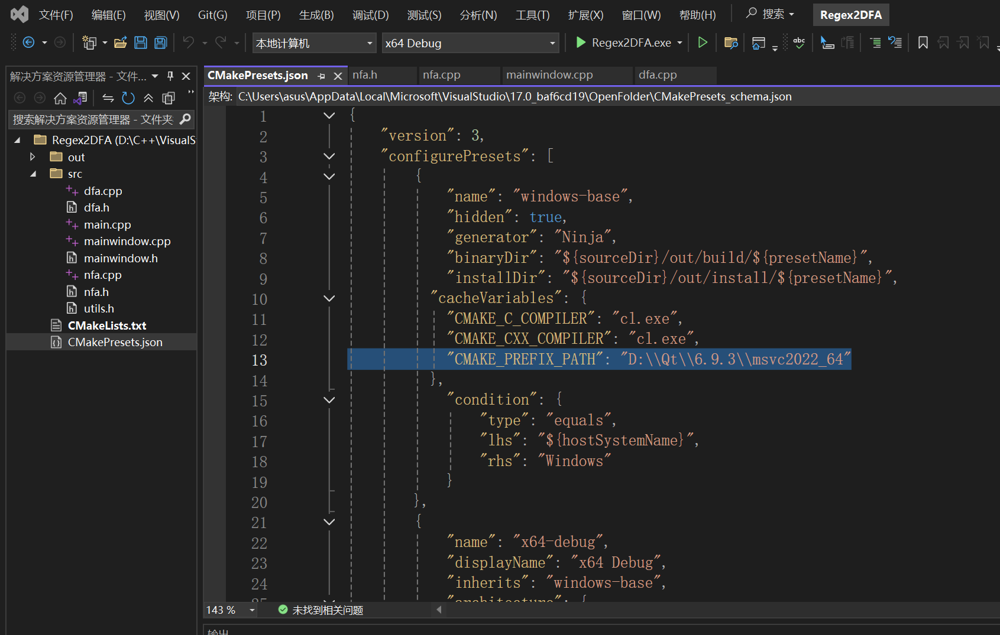 文件(F) 编辑(E) 视图(V) Git(G) 项目(P) 生成(B) 调试(D) 测试(S) 分析(N) 工具(T) 扩展(X) 窗口(W) 帮助(H) 搜索 Regex2DFA
本地计算机 x64 Debug Regex2DFA.exe abc
解决方案资源管理器 - 文件...
搜索解决方案资源管理器 - 文件夹
Regex2DFA (D:\C++\VisualS
out
src
dfa.cpp
dfa.h
main.cpp
mainwindow.cpp
mainwindow.h
nfa.cpp
nfa.h
utils.h
CMakeLists.txt
CMakePresets.json
CMakePresets.json nfa.h nfa.cpp mainwindow.cpp dfa.cpp
架构: C:\Users\asus\AppData\Local\Microsoft\VisualStudio\17.0_baf6cd19\OpenFolder\CMakePresets_schema.json
1 {
2 "version": 3,
3 "configurePresets": [
4 {
5 "name": "windows-base",
6 "hidden": true,
7 "generator": "Ninja",
8 "binaryDir": "${sourceDir}/out/build/${presetName}",
9 "installDir": "${sourceDir}/out/install/${presetName}",
10 "cacheVariables": {
11 "CMAKE_C_COMPILER": "cl.exe",
12 "CMAKE_CXX_COMPILER": "cl.exe",
13 "CMAKE_PREFIX_PATH": "D:\\Qt\\6.9.3\\msvc2022_64"
14 },
15 "condition": {
16 "type": "equals",
17 "lhs": "${hostSystemName}",
18 "rhs": "Windows"
19 }
20 },
21 {
22 "name": "x64-debug",
23 "displayName": "x64 Debug",
24 "inherits": "windows-base",
25 "architecture": {
143 % 未找到相关问题
输出